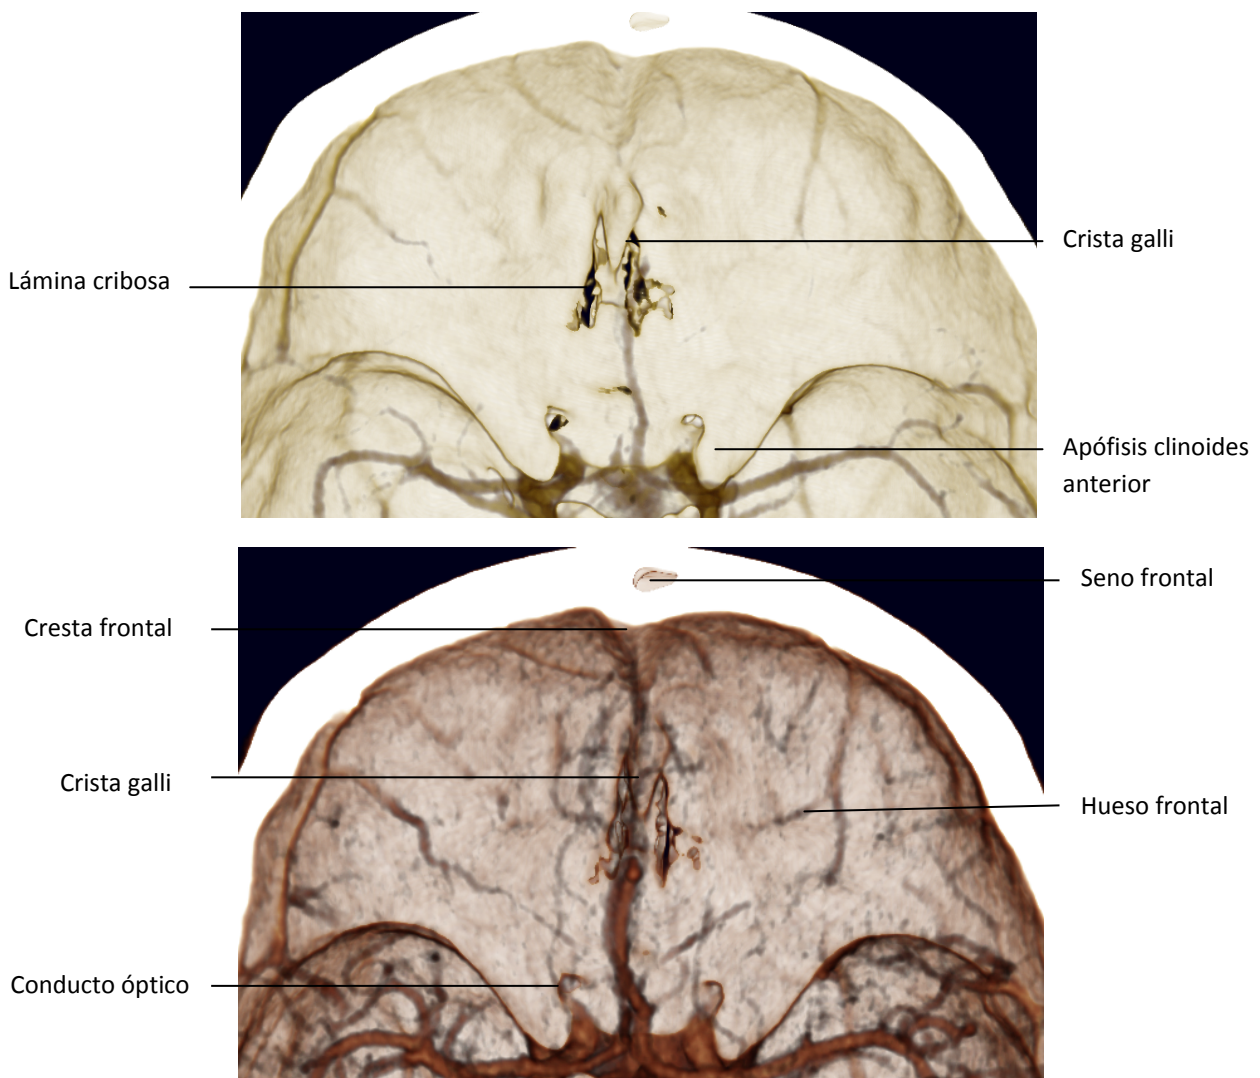 Crista galli
Lámina cribosa
Apófisis clinoides
anterior
Seno frontal
Cresta frontal
Crista galli
Hueso frontal
Conducto óptico